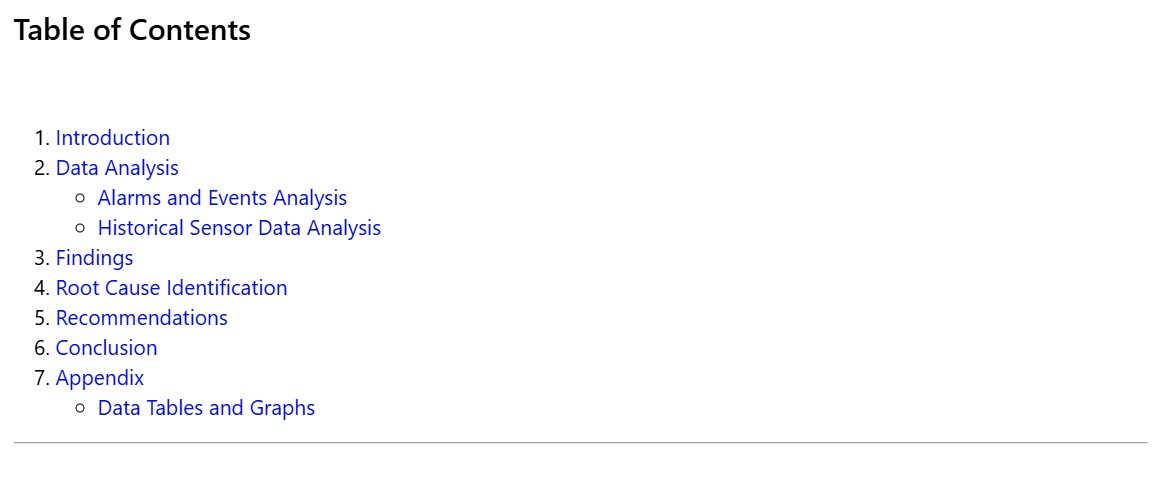 Table of Contents
1. Introduction
2. Data Analysis
○ Alarms and Events Analysis
○ Historical Sensor Data Analysis
3. Findings
4. Root Cause Identification
5. Recommendations
6. Conclusion
7. Appendix
○ Data Tables and Graphs